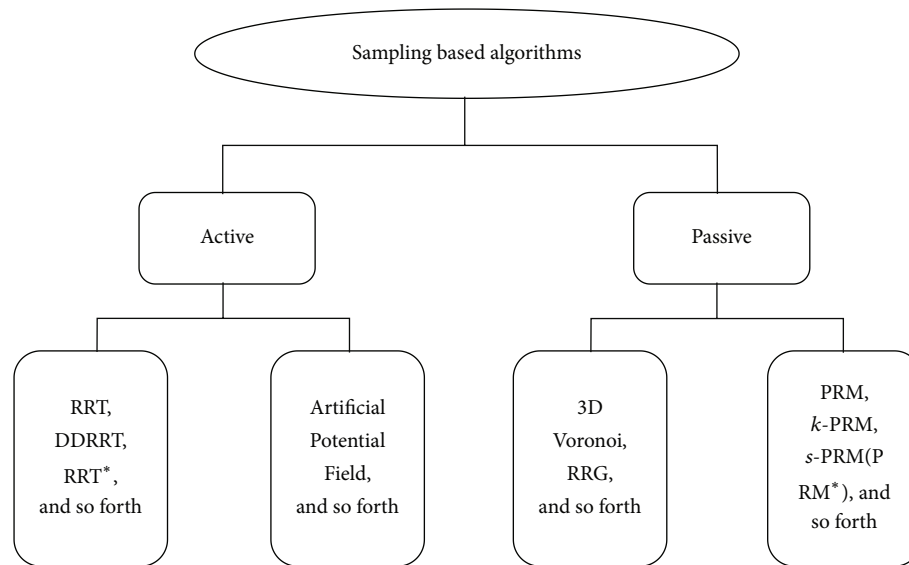 Sampling based algorithms
Active
Passive
RRT,
DDRRT,
RRT*,
and so forth
Artificial
Potential
Field,
and so forth
3D
Voronoi,
RRG,
and so forth
PRM,
k-PRM,
s-PRM(P
RM*), and
so forth